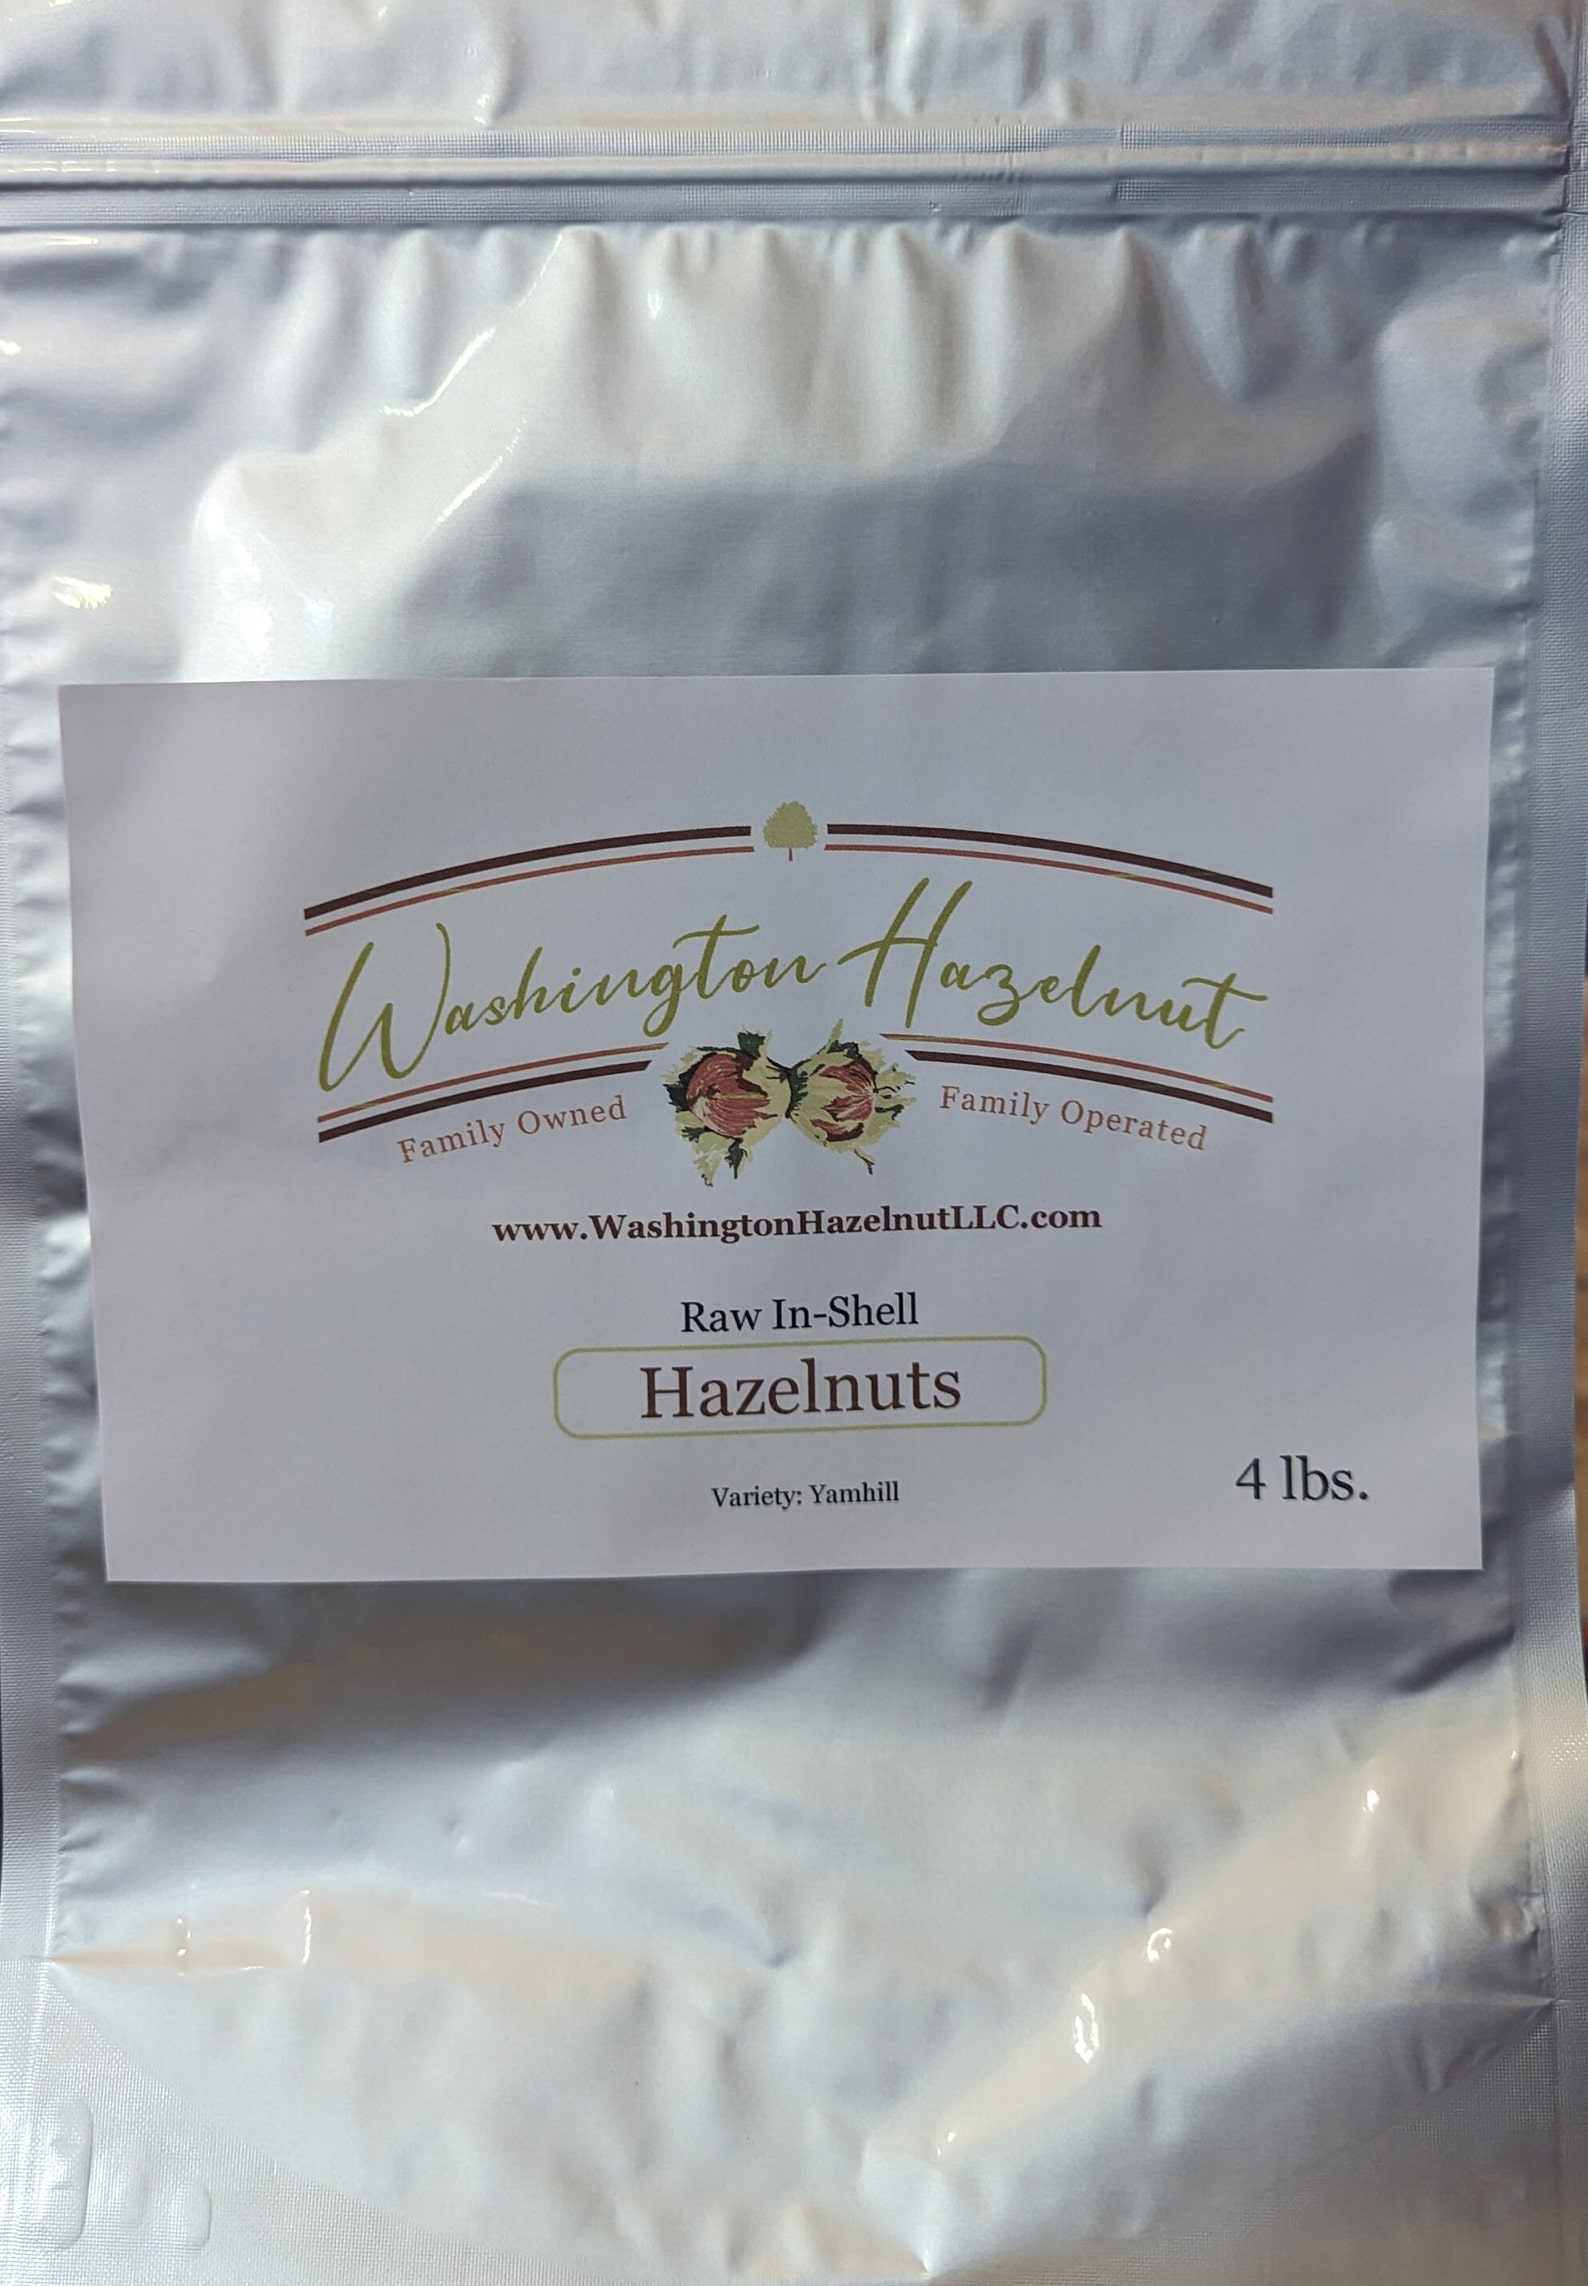 Washington Hazelnut
Family Owned
Family Operated
www.WashingtonHazelnutLLC.com
Raw In-Shell
Hazelnuts
Variety: Yamhill
4 lbs.